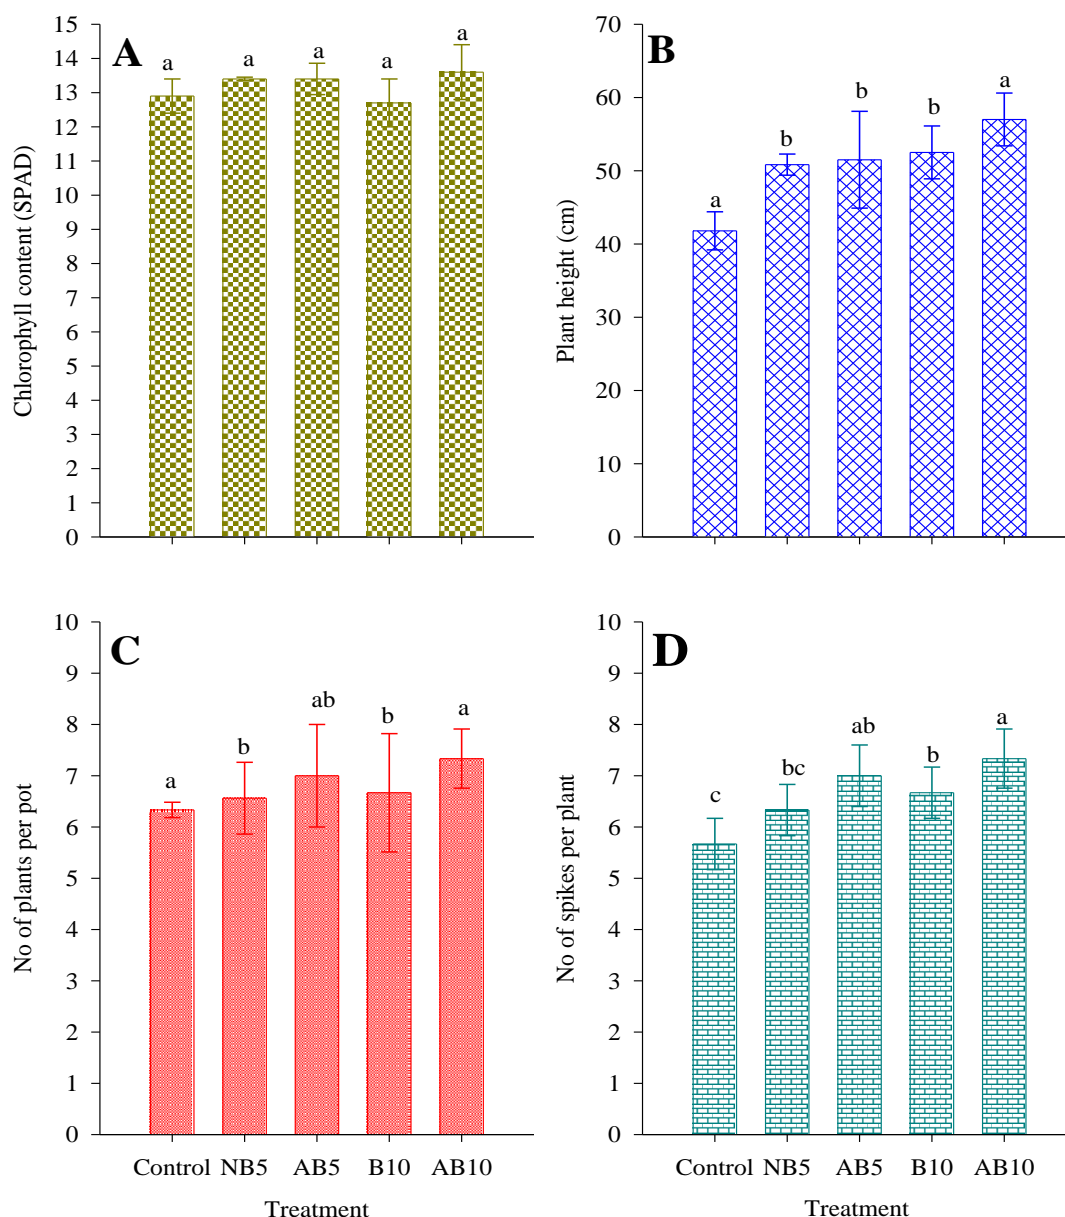 A
Chlorophyll content (SPAD)
15
14
13
12
11
10
9
8
7
6
5
4
3
2
1
0
a a a a a
B
Plant height (cm)
70
60
50
40
30
20
10
0
a b b b a
C
No of plants per pot
10
9
8
7
6
5
4
3
2
1
0
a b ab b a
Control NB5 AB5 B10 AB10
Treatment
D
No of spikes per plant
10
9
8
7
6
5
4
3
2
1
0
c bc ab b a
Control NB5 AB5 B10 AB10
Treatment